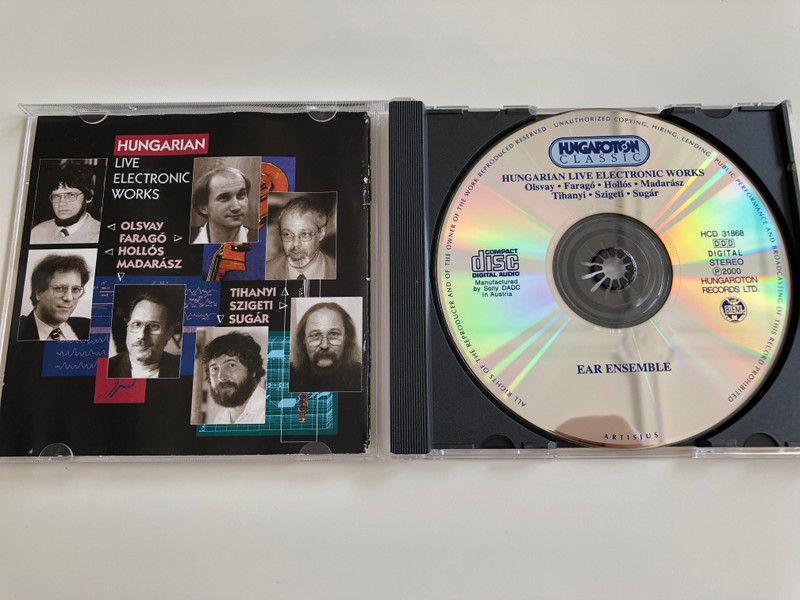 HUNGARIAN
LIVE
ELECTRONIC
WORKS
OLSVAY
FARAGÓ
HOLLÓS
MADARÁSZ
TIHANYI
SZIGETI
SUGÁR
HUNGAROTON
CLASSIC
HUNGARIAN LIVE ELECTRONIC WORKS
Olsvay • Faragó • Hollós • Madarász
Tihanyi • Szigeti • Sugár
COMPACT
disc
DIGITAL AUDIO
Manufactured
by Sony DADC
in Austria
HCD 31868
DDD
DIGITAL
STEREO
Ⓟ2000
HUNGAROTON
RECORDS LTD.
BIEM
EAR ENSEMBLE
ALL RIGHTS OF THE REPRODUCER AND OF THE OWNER OF THE WORK REPRODUCED RESERVED . UNAUTHORIZED COPYING, HIRING, LENDING, PUBLIC PERFORMANCE AND BROADCASTING OF THIS RECORD PROHIBITED
ARTISJUS